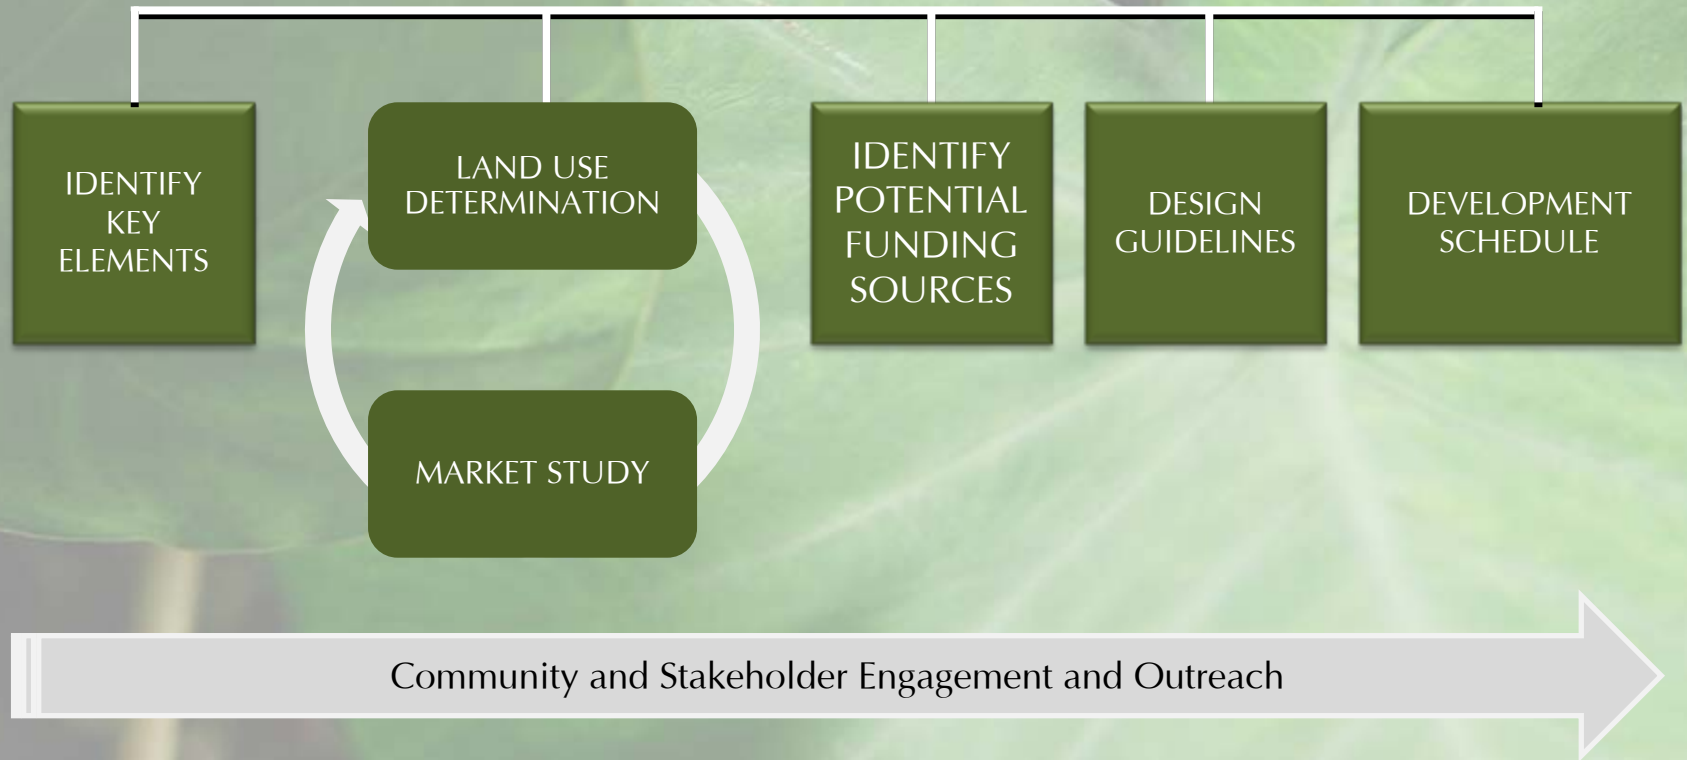 IDENTIFY
KEY
ELEMENTS
LAND USE
DETERMINATION
MARKET STUDY
IDENTIFY
POTENTIAL
FUNDING
SOURCES
DESIGN
GUIDELINES
DEVELOPMENT
SCHEDULE
Community and Stakeholder Engagement and Outreach